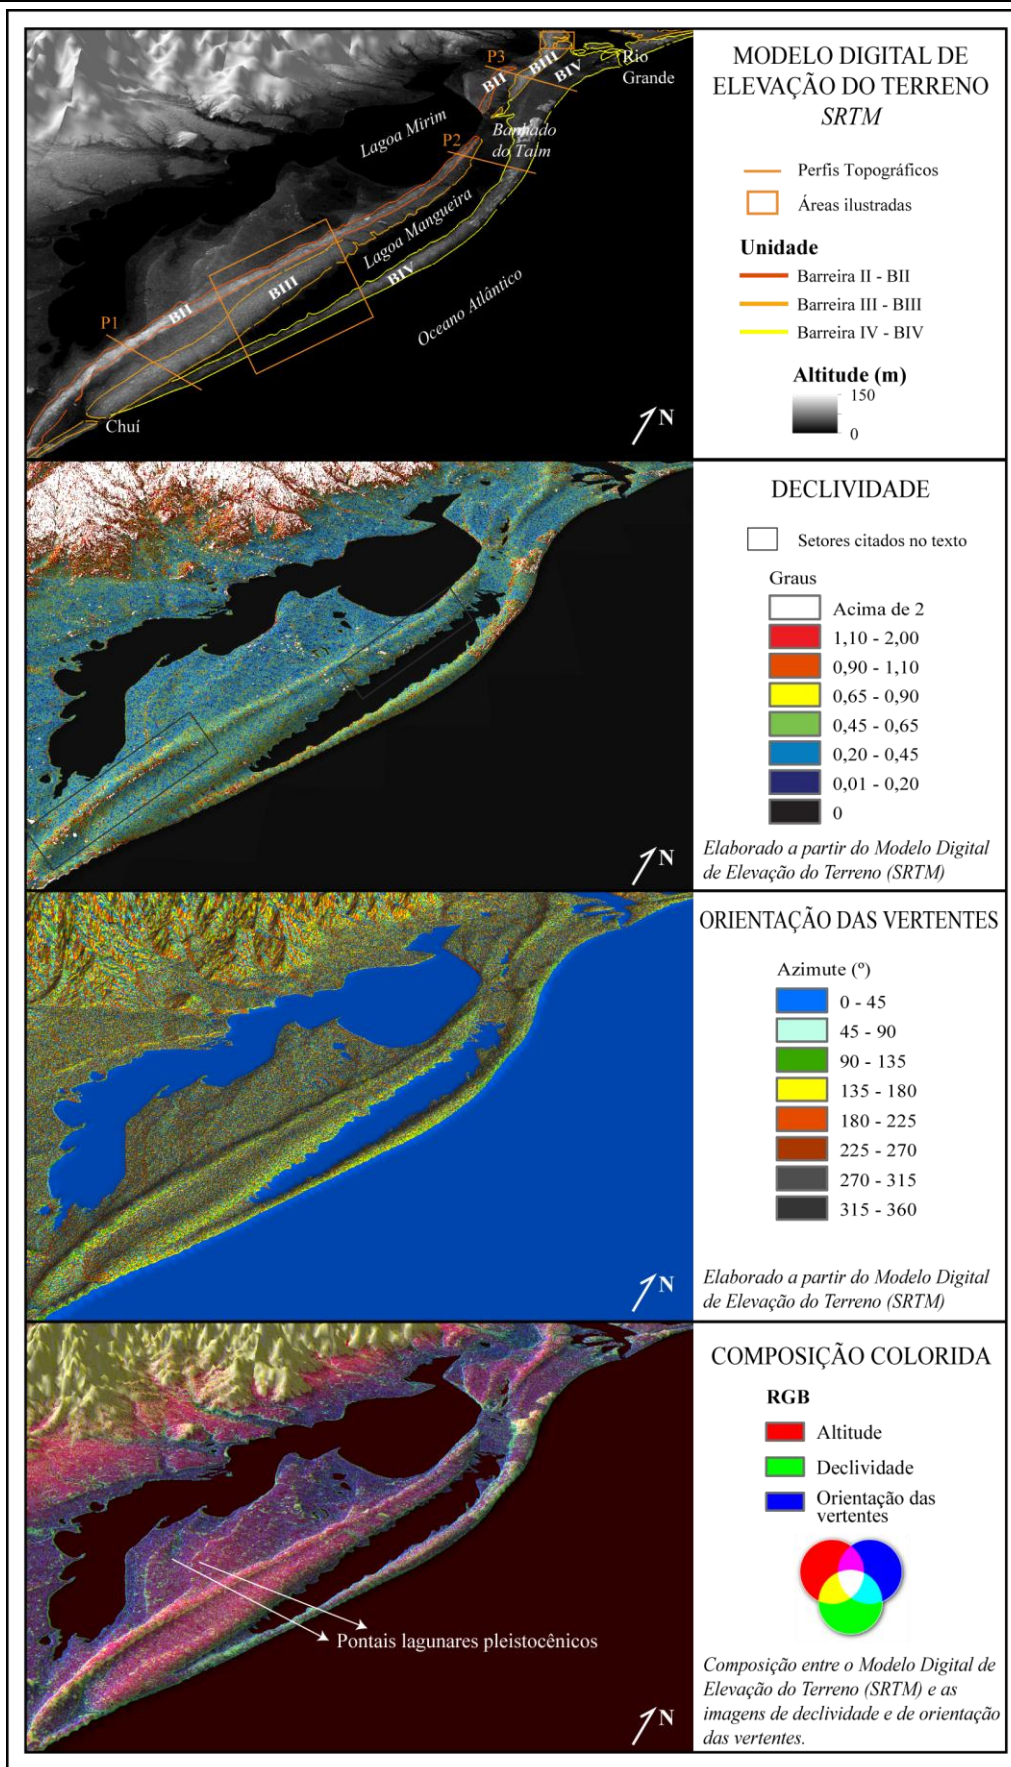 MODELO DIGITAL DE
ELEVAÇÃO DO TERRENO
SRTM
Perfis Topográficos
Áreas ilustradas
Unidade
Barreira II - BII
Barreira III - BIII
Barreira IV - BIV
Altitude (m)
150
0
P3
BII
BIII
BIV
Rio
Grande
Lagoa Mirim
Banhado
do Taim
P2
Lagoa Mangueira
BIV
BII
BIII
P1
Oceano Atlântico
Chuí
N
DECLIVIDADE
Setores citados no texto
Graus
Acima de 2
1,10 - 2,00
0,90 - 1,10
0,65 - 0,90
0,45 - 0,65
0,20 - 0,45
0,01 - 0,20
0
Elaborado a partir do Modelo Digital
de Elevação do Terreno (SRTM)
N
ORIENTAÇÃO DAS VERTENTES
Azimute (º)
0 - 45
45 - 90
90 - 135
135 - 180
180 - 225
225 - 270
270 - 315
315 - 360
Elaborado a partir do Modelo Digital
de Elevação do Terreno (SRTM)
N
COMPOSIÇÃO COLORIDA
RGB
Altitude
Declividade
Orientação das
vertentes
Pontais lagunares pleistocênicos
Composição entre o Modelo Digital de
Elevação do Terreno (SRTM) e as
imagens de declividade e de orientação
das vertentes.
N